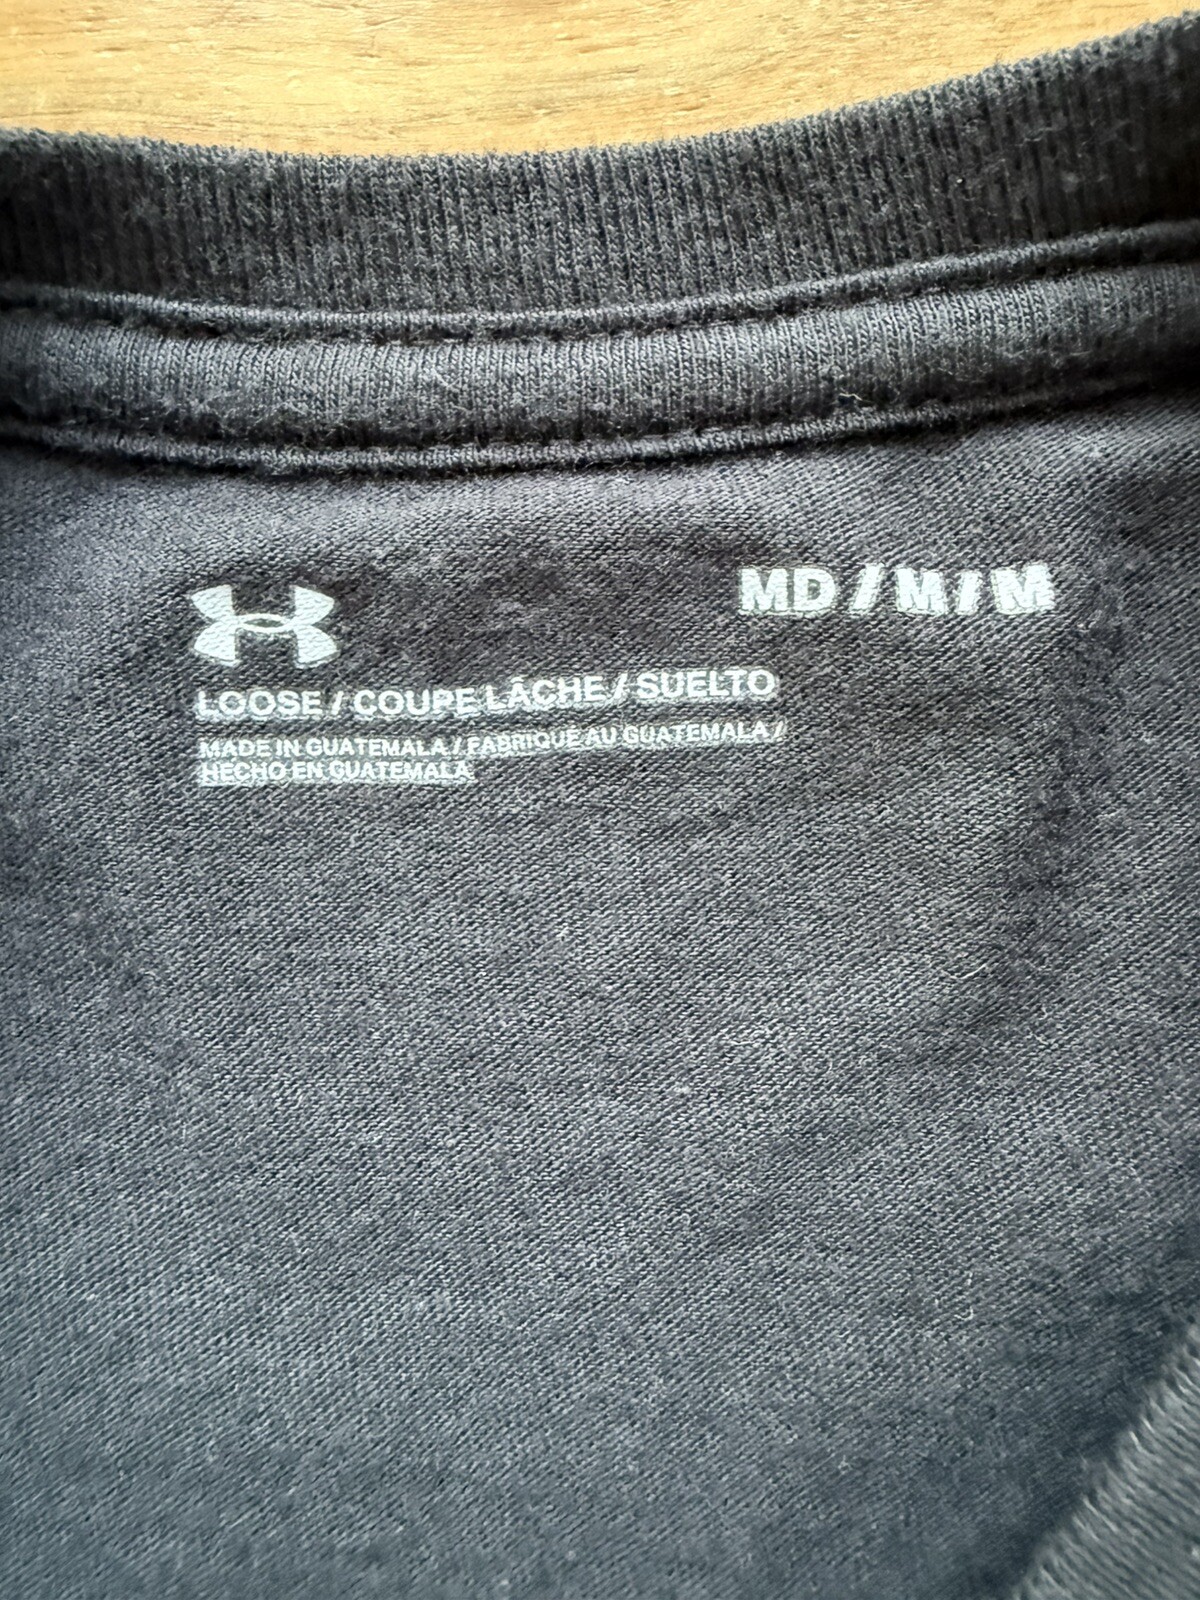 MD / M / M
LOOSE / COUPE LÂCHE / SUELTO
MADE IN GUATEMALA / FABRIQUÉ AU GUATEMALA /
HECHO EN GUATEMALA